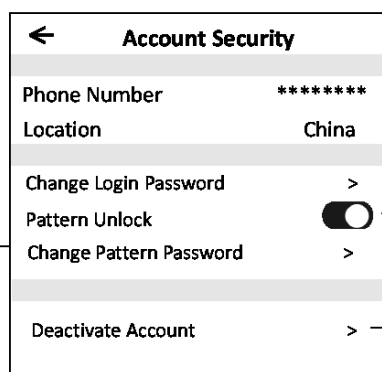 ← Account Security
Phone Number ********
Location China
Change Login Password >
Pattern Unlock
Change Pattern Password >
Deactivate Account >